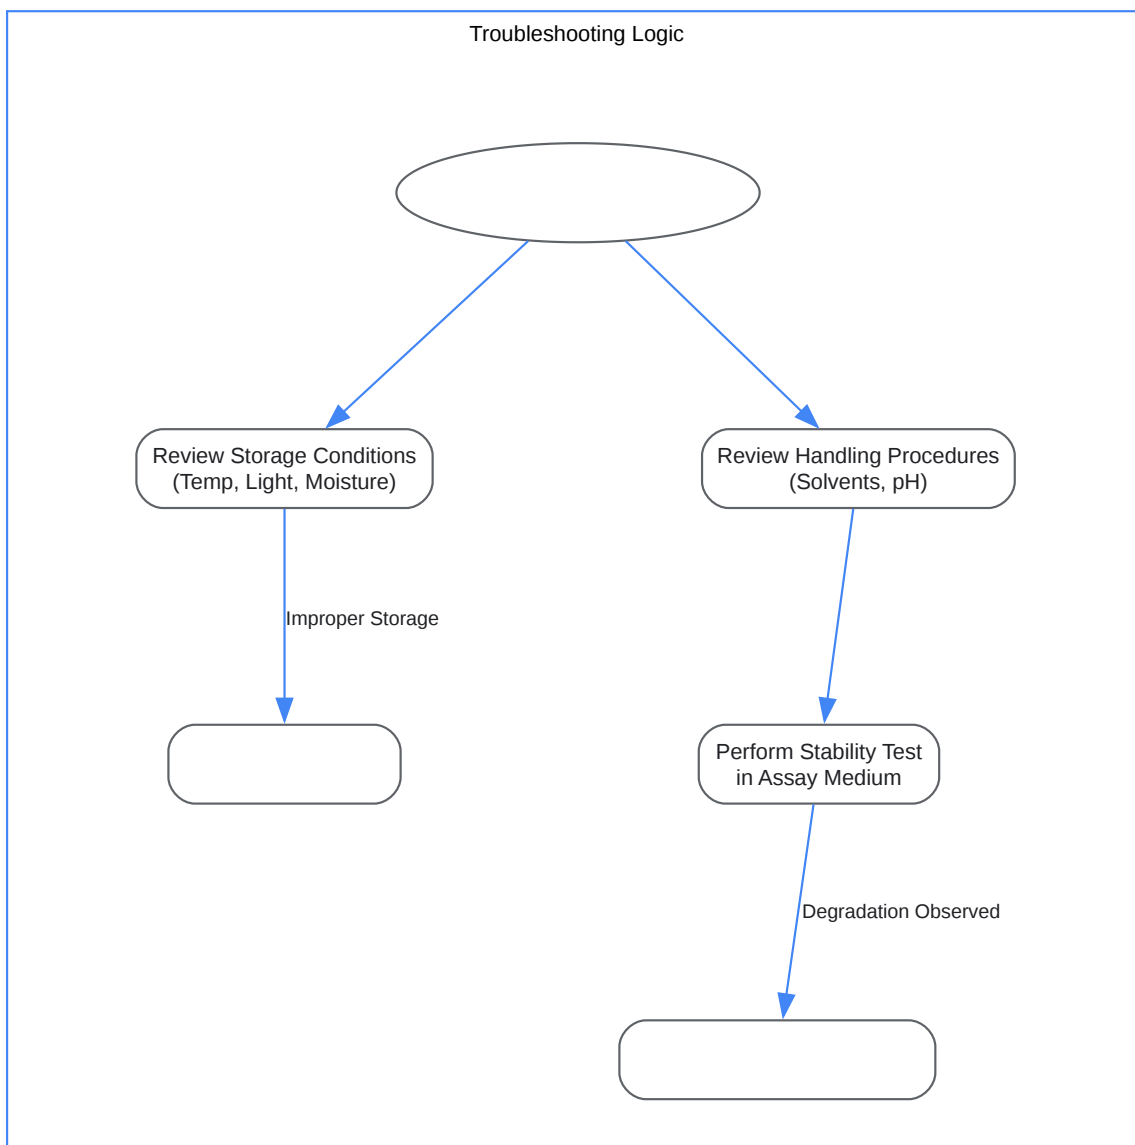 Troubleshooting Logic
Review Storage Conditions
(Temp, Light, Moisture)
Review Handling Procedures
(Solvents, pH)
Improper Storage
Perform Stability Test
in Assay Medium
Degradation Observed